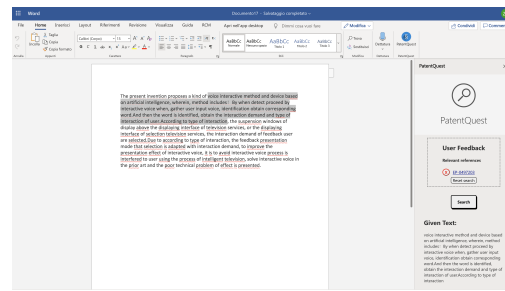 Word
Documento17 - Salvataggio completato
File Home Inserisci Layout Riferimenti Revisione Visualizza Guida RCM Apri nell'app desktop Modifica Condividi Commenti
Taglia
Copia
Copia formato
Incolla
AaBbCc AaBbCc AaBbCc AaBbCc AaBbCc
Normale Titolo 1 Titolo 2 Titolo 3
Trova
Sostituisci
Dettatura PatentQuest
Annulla Appunti Carattere Paragrafo Stili Modifica
The present invention proposes a kind of voice interactive method and device based
on artificial intelligence, wherein, method includes: By when detect proceed by
interactive voice when, gather user input voice, identification obtain corresponding
word.And then the word is identified, obtain the interaction demand and type of
interaction of user.According to type of interaction, the suspension windows of
display above the displaying interface of television services, or the displaying
interface of selection television services, the interaction demand of feedback user
are selected.Due to according to type of interaction, the feedback presentation
mode that selection is adapted with interaction demand, to improve the
presentation effect of interactive voice, it is to avoid interactive voice process is
interfered to user using the process of intelligent television, solve interactive voice in
the prior art and the poor technical problem of effect is presented.
PatentQuest
PatentQuest
User Feedback
Relevant references
EP-8497203
Reset search
Search
Given Text:
voice interactive method and device based
on artificial intelligence, wherein, method
includes: By when detect proceed by
interactive voice when, gather user input
voice, identification obtain corresponding
word.And then the word is identified,
obtain the interaction demand and type of
interaction of user.According to type of
interaction